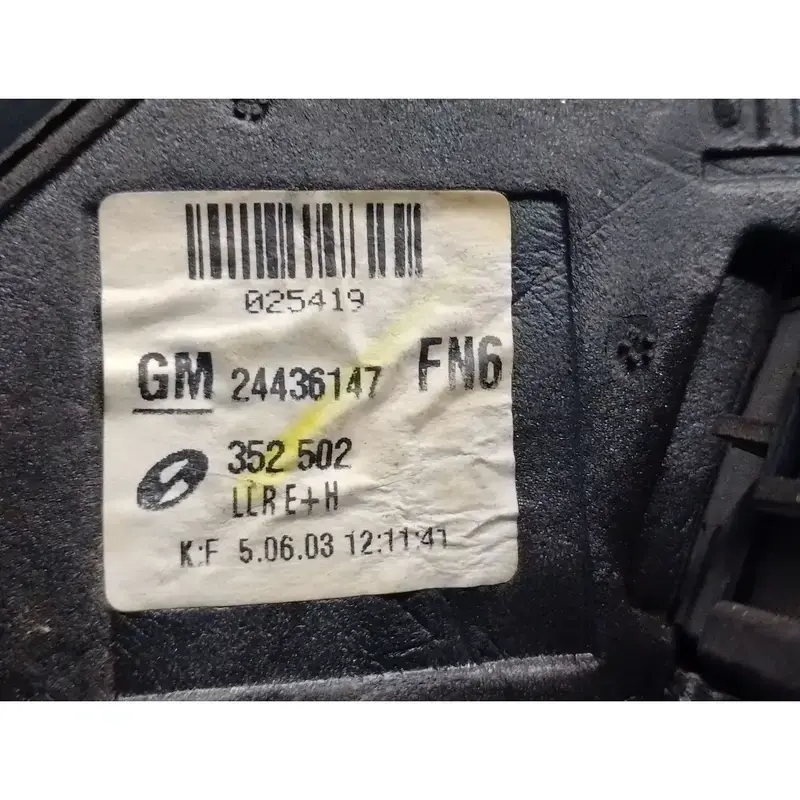 025419
GM 24436147 FN6
352 502
LLR E+H
K:F 5.06.03 12:11:41